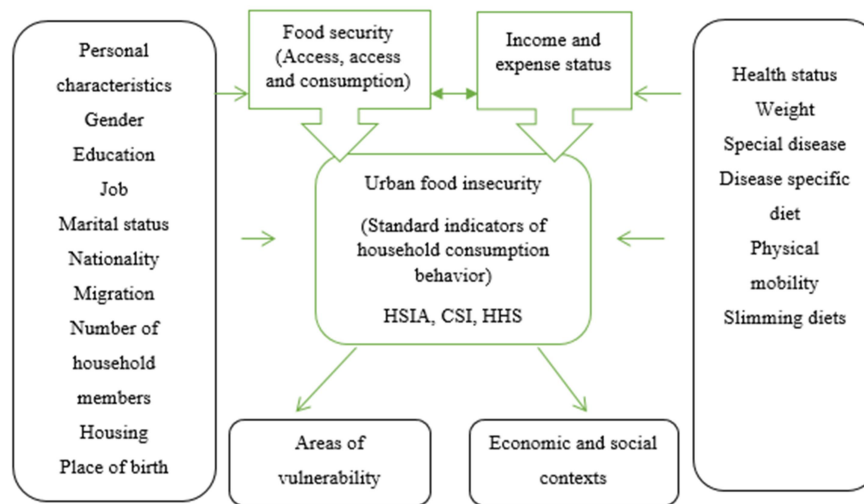 Personal
characteristics
Gender
Education
Job
Marital status
Nationality
Migration
Number of
household
members
Housing
Place of birth
Food security
(Access, access
and consumption)
Income and
expense status
Urban food insecurity
(Standard indicators of
household consumption
behavior)
HSIA, CSI, HHS
Areas of
vulnerability
Economic and social
contexts
Health status
Weight
Special disease
Disease specific
diet
Physical
mobility
Slimming diets